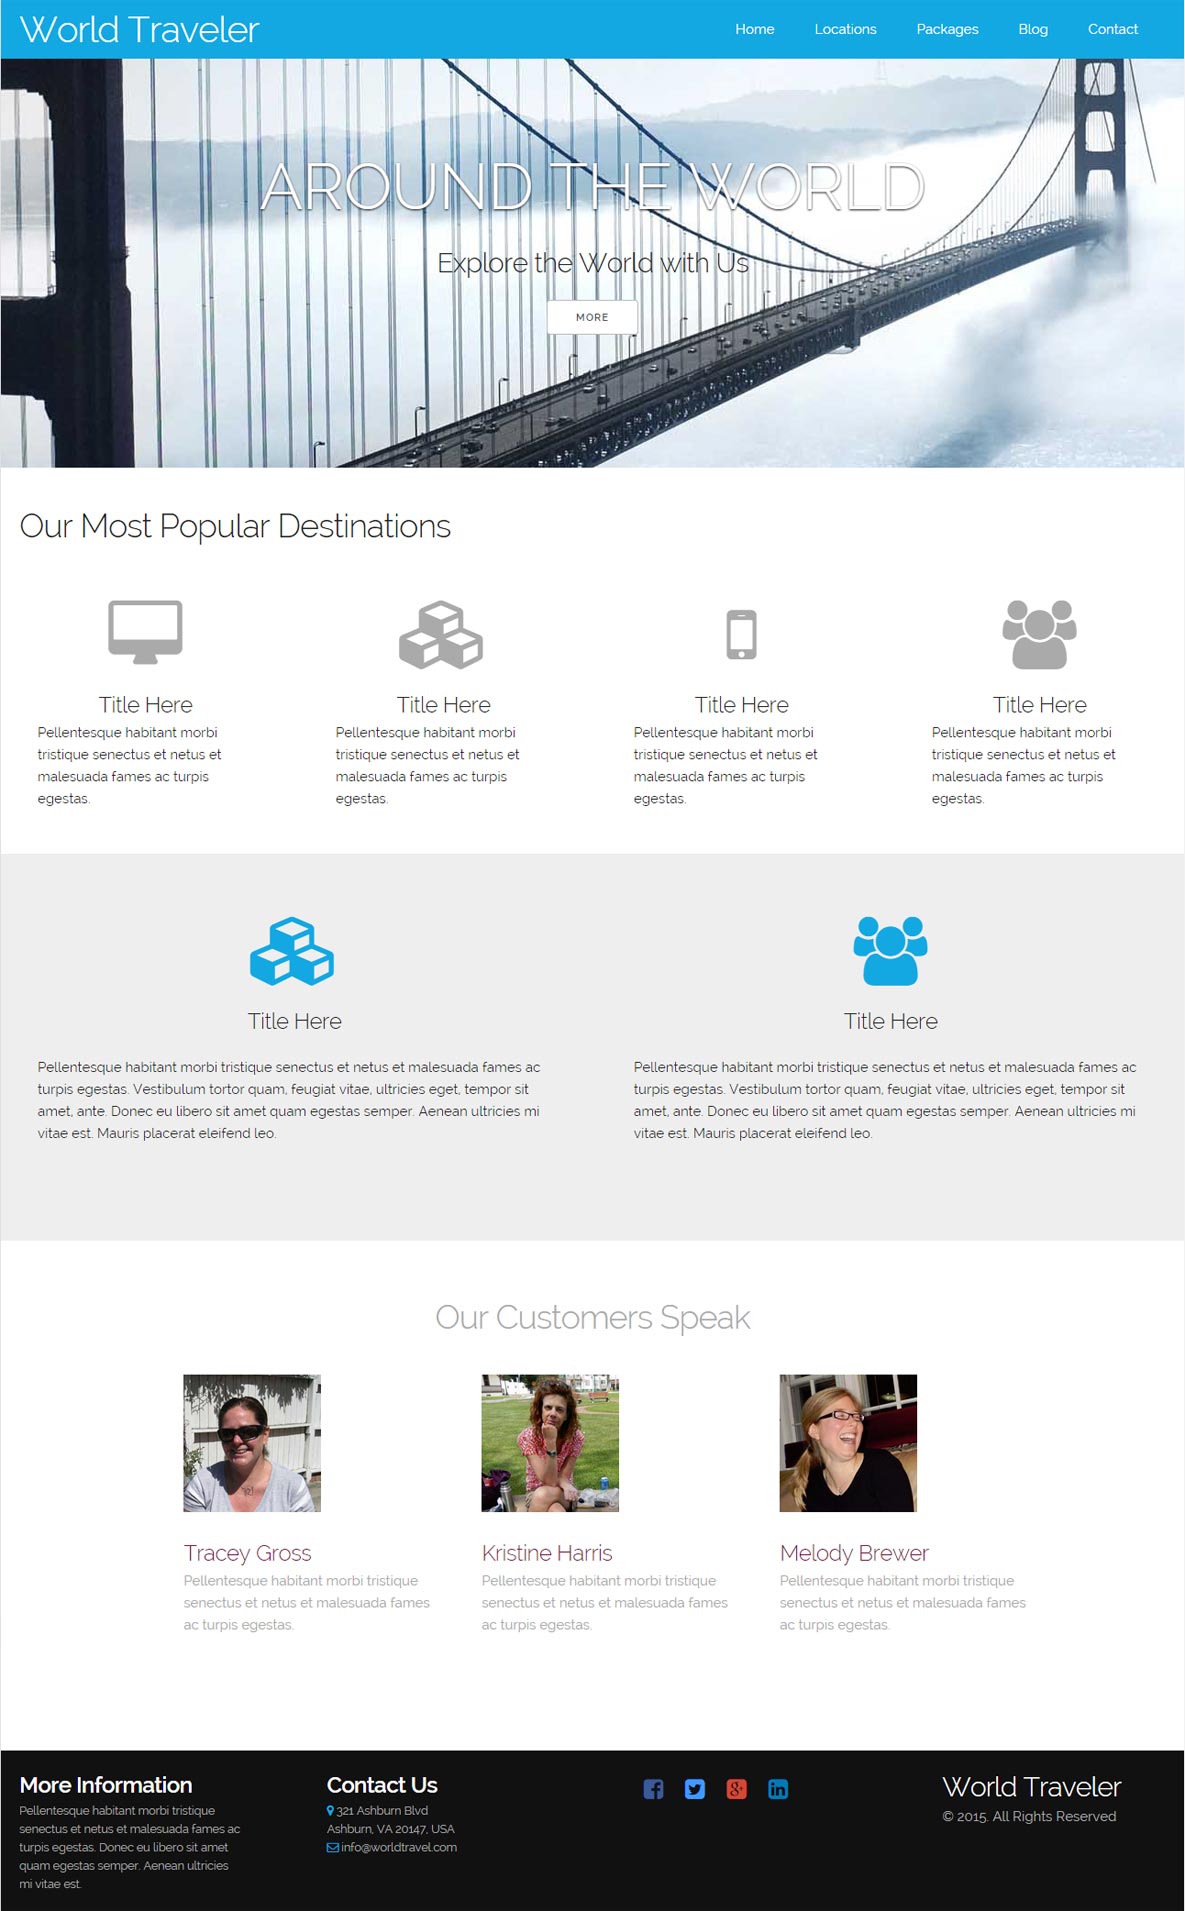 World Traveler
Home
Locations
Packages
Blog
Contact
AROUND THE WORLD
Explore the World with Us
MORE
Our Most Popular Destinations
Title Here
Pellentesque habitant morbi
tristique senectus et netus et
malesuada fames ac turpis
egestas.
Title Here
Pellentesque habitant morbi
tristique senectus et netus et
malesuada fames ac turpis
egestas.
Title Here
Pellentesque habitant morbi
tristique senectus et netus et
malesuada fames ac turpis
egestas.
Title Here
Pellentesque habitant morbi
tristique senectus et netus et
malesuada fames ac turpis
egestas.
Title Here
Pellentesque habitant morbi tristique senectus et netus et malesuada fames ac
turpis egestas. Vestibulum tortor quam, feugiat vitae, ultricies eget, tempor sit
amet, ante. Donec eu libero sit amet quam egestas semper. Aenean ultricies mi
vitae est. Mauris placerat eleifend leo.
Title Here
Pellentesque habitant morbi tristique senectus et netus et malesuada fames ac
turpis egestas. Vestibulum tortor quam, feugiat vitae, ultricies eget, tempor sit
amet, ante. Donec eu libero sit amet quam egestas semper. Aenean ultricies mi
vitae est. Mauris placerat eleifend leo.
Our Customers Speak
Tracey Gross
Pellentesque habitant morbi tristique
senectus et netus et malesuada fames
ac turpis egestas.
Kristine Harris
Pellentesque habitant morbi tristique
senectus et netus et malesuada fames
ac turpis egestas.
Melody Brewer
Pellentesque habitant morbi tristique
senectus et netus et malesuada fames
ac turpis egestas.
More Information
Pellentesque habitant morbi tristique
senectus et netus et malesuada fames ac
turpis egestas. Donec eu libero sit amet
quam egestas semper. Aenean ultricies
mi vitae est.
Contact Us
321 Ashburn Blvd
Ashburn, VA 20147, USA
info@worldtravel.com
World Traveler
© 2015. All Rights Reserved